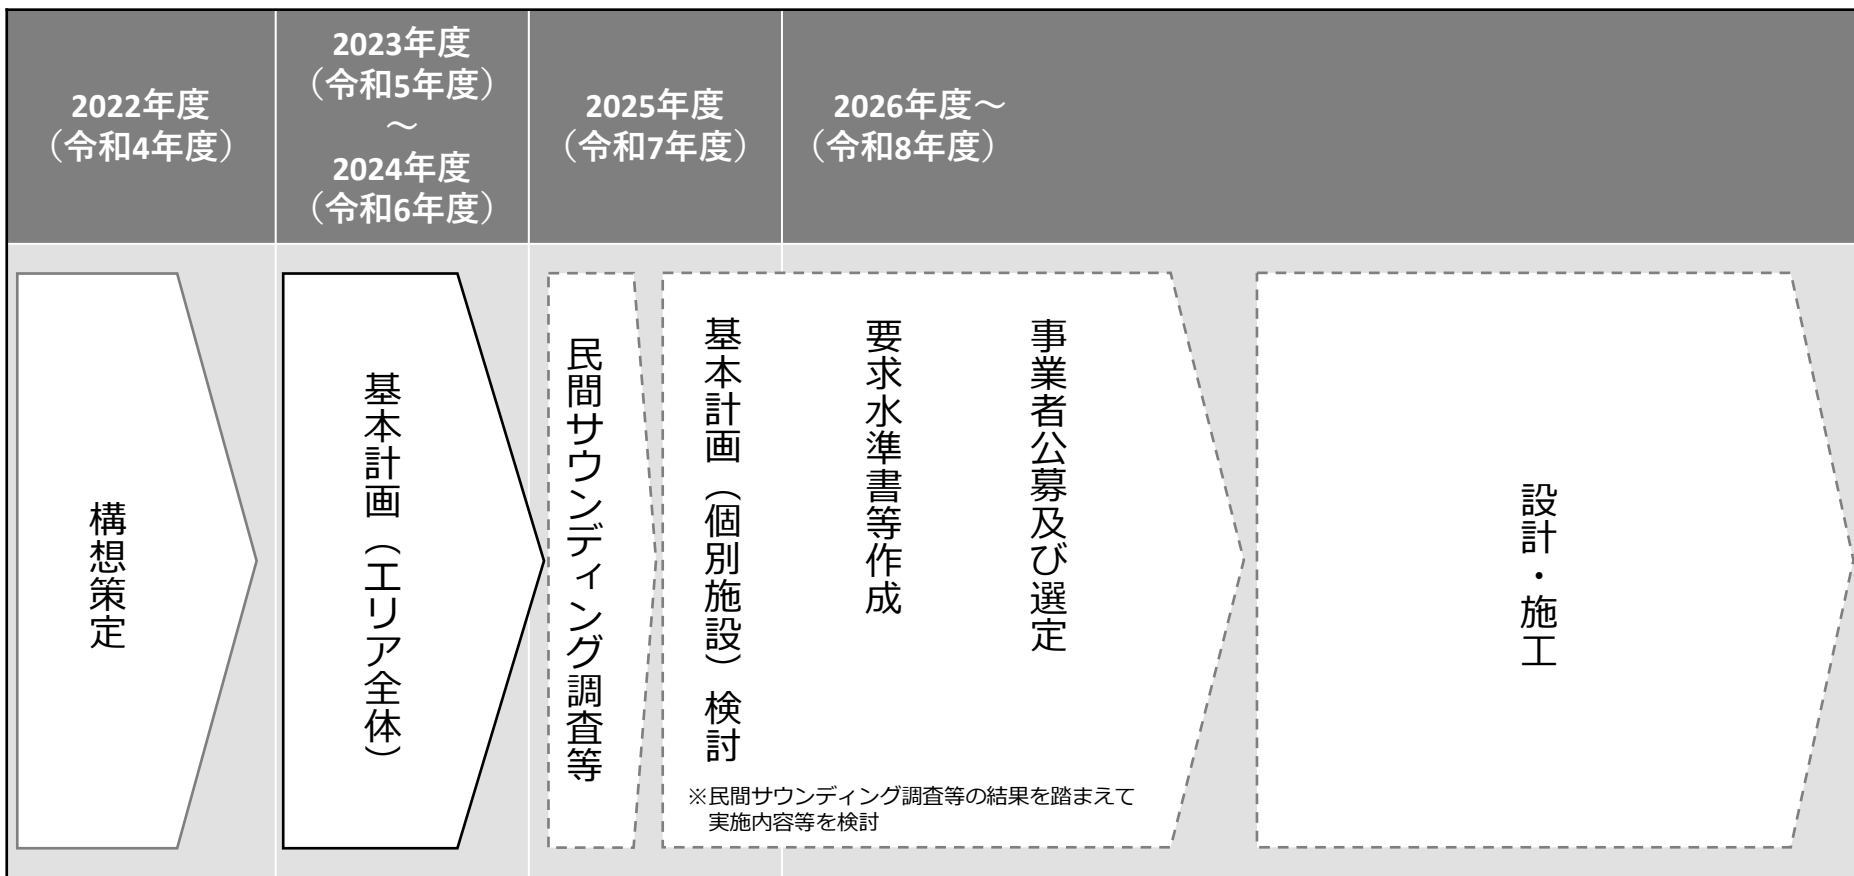 2022年度
（令和4年度）
2023年度
（令和5年度）
～
2024年度
（令和6年度）
2025年度
（令和7年度）
2026年度～
（令和8年度）
構想策定
基本計画（エリア全体）
民間サウンディング調査等
基本計画（個別施設）検討
要求水準書等作成
事業者公募及び選定
※民間サウンディング調査等の結果を踏まえて
実施内容等を検討
設計・施工